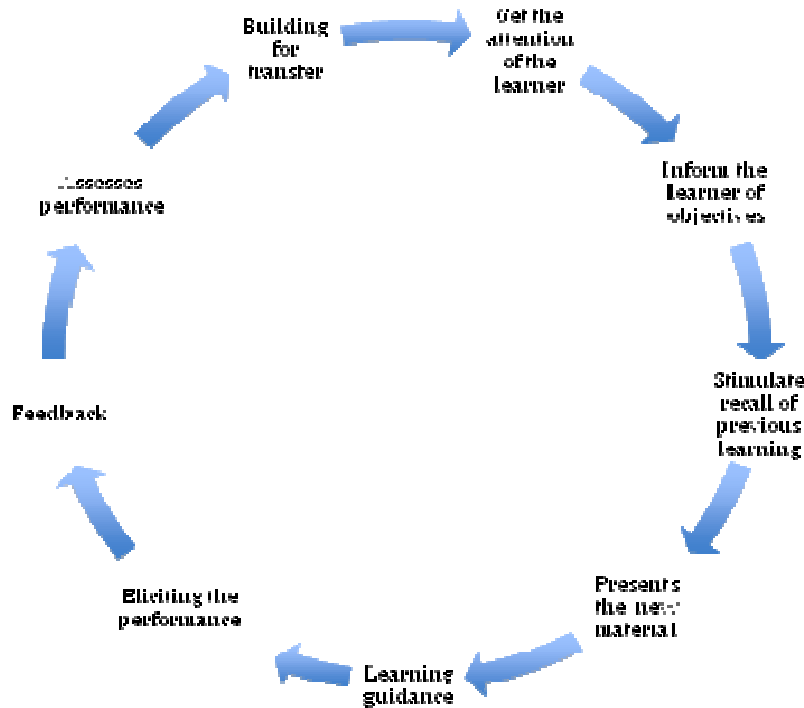 Get the
attention
of the
learner
Inform the
learner of
objectives
Stimulate
recall of
previous
learning
Presents
the new
material
Learning
guidance
Eliciting the
performance
Feedback
Assesses
performance
Building
for
transfer